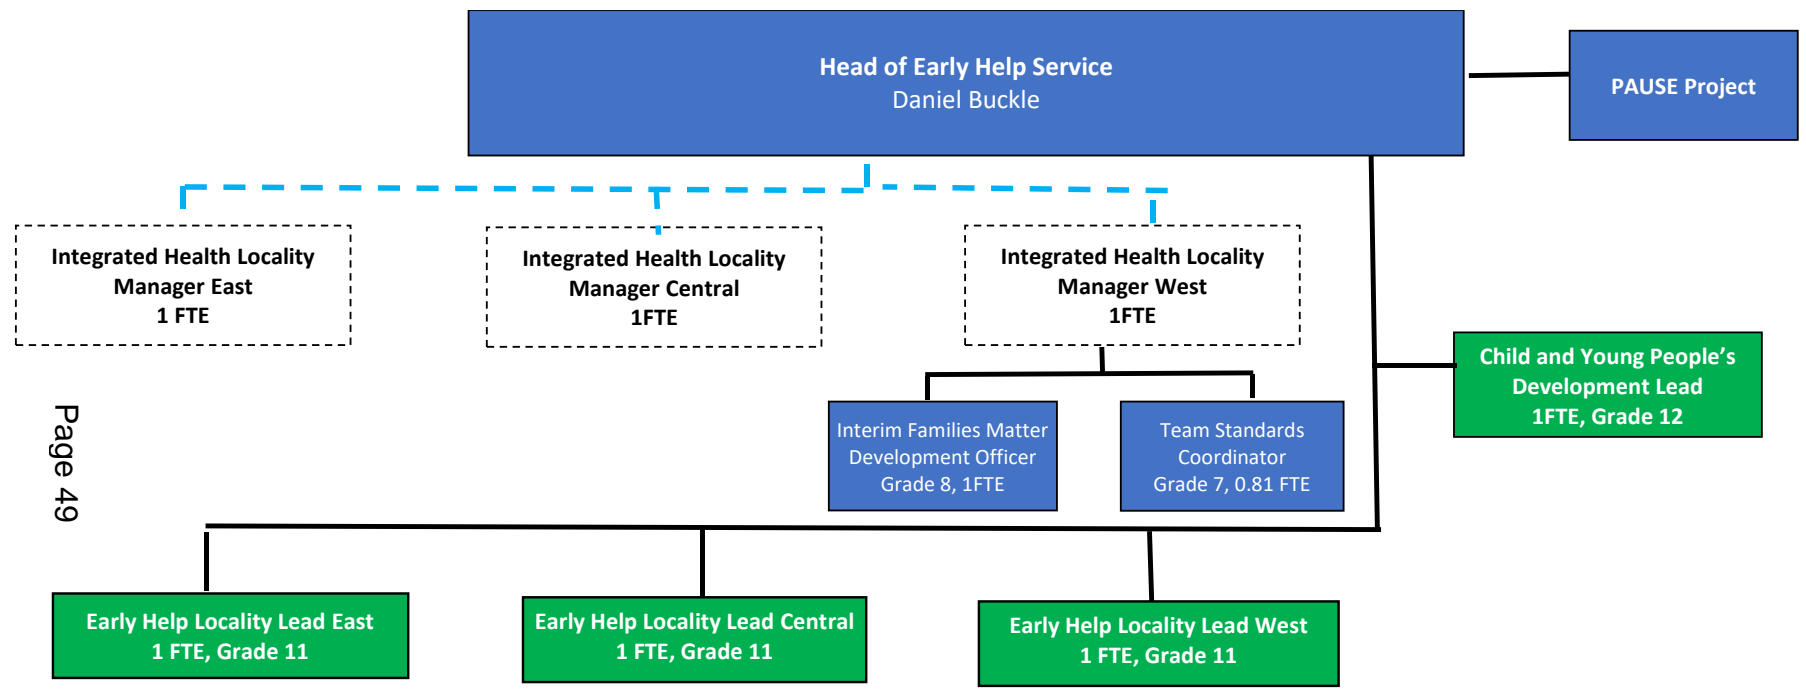 Head of Early Help Service
Daniel Buckle
PAUSE Project
Integrated Health Locality
Manager East
1 FTE
Integrated Health Locality
Manager Central
1FTE
Integrated Health Locality
Manager West
1FTE
Child and Young People’s
Development Lead
1FTE, Grade 12
Interim Families Matter
Development Officer
Grade 8, 1FTE
Team Standards
Coordinator
Grade 7, 0.81 FTE
Page 49
Early Help Locality Lead East
1 FTE, Grade 11
Early Help Locality Lead Central
1 FTE, Grade 11
Early Help Locality Lead West
1 FTE, Grade 11